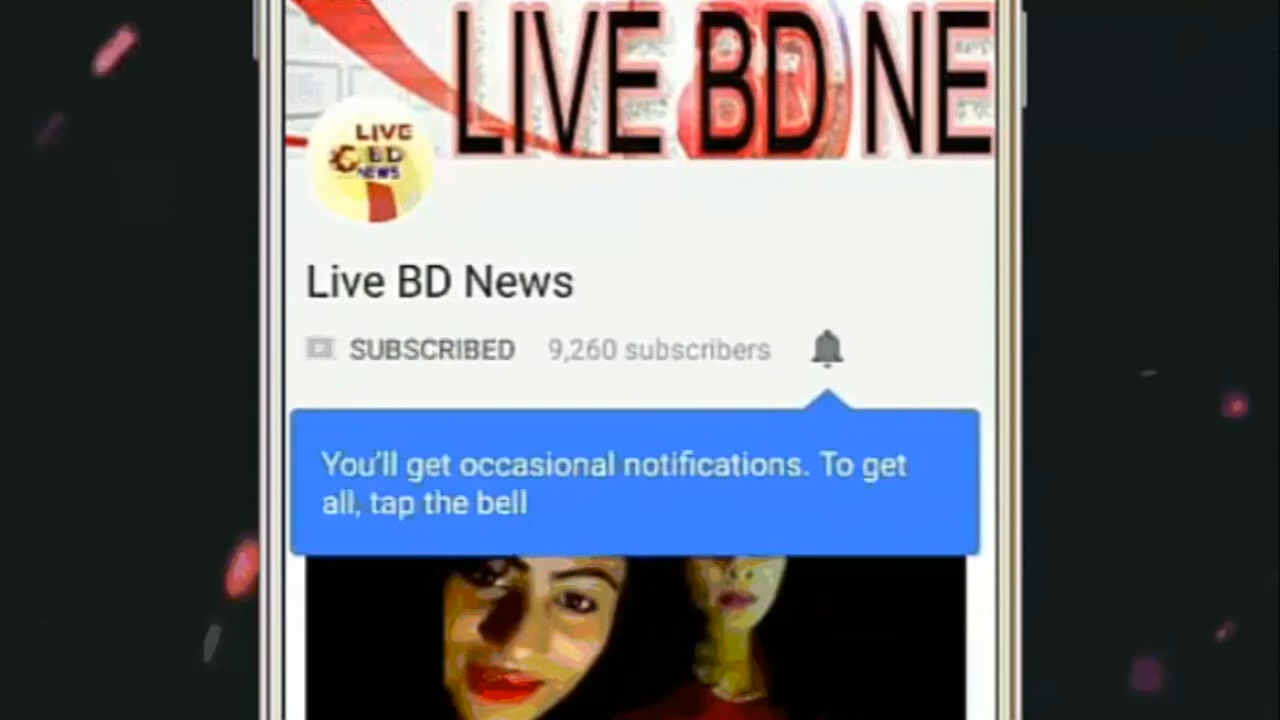 LIVE BD NE
LIVE
BD
NEWS
Live BD News
SUBSCRIBED 9,260 subscribers
You'll get occasional notifications. To get
all, tap the bell